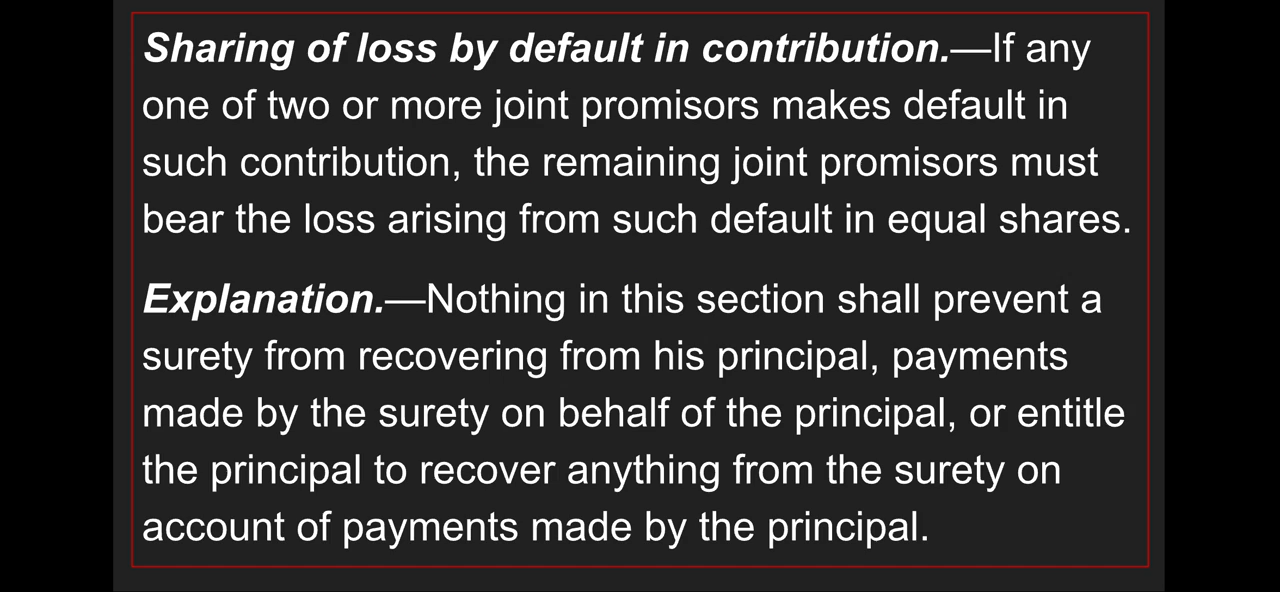 Sharing of loss by default in contribution.—If any
one of two or more joint promisors makes default in
such contribution, the remaining joint promisors must
bear the loss arising from such default in equal shares.
Explanation.—Nothing in this section shall prevent a
surety from recovering from his principal, payments
made by the surety on behalf of the principal, or entitle
the principal to recover anything from the surety on
account of payments made by the principal.